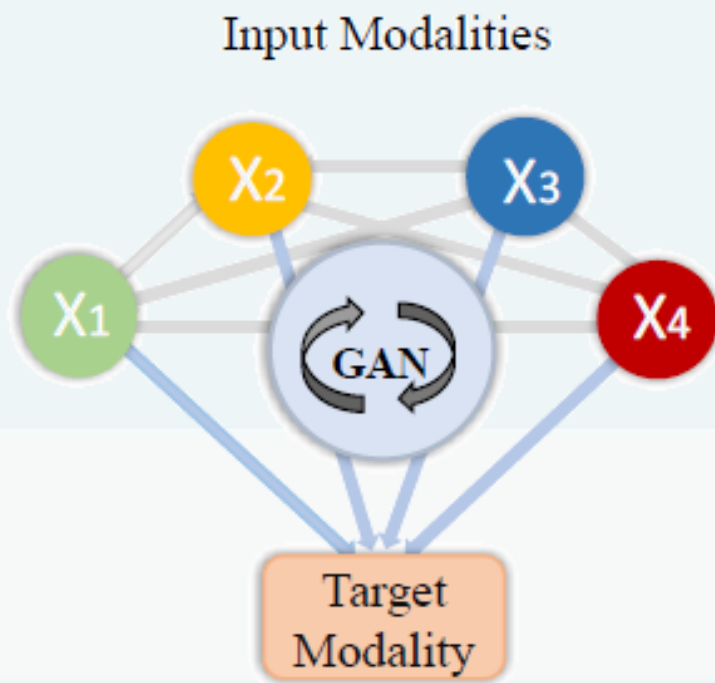 Input Modalities
X2
X3
X1
X4
GAN
Target
Modality